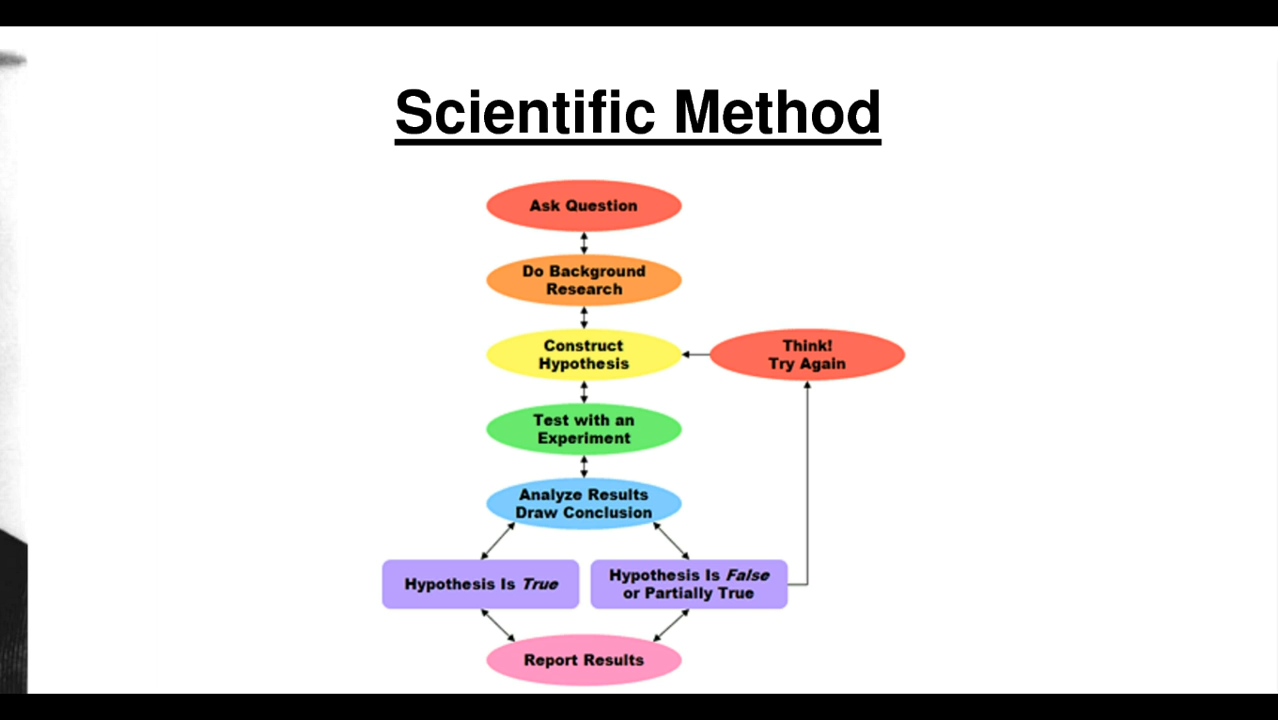 Scientific Method
Ask Question
Do Background
Research
Construct
Hypothesis
Think!
Try Again
Test with an
Experiment
Analyze Results
Draw Conclusion
Hypothesis Is True
Hypothesis Is False
or Partially True
Report Results